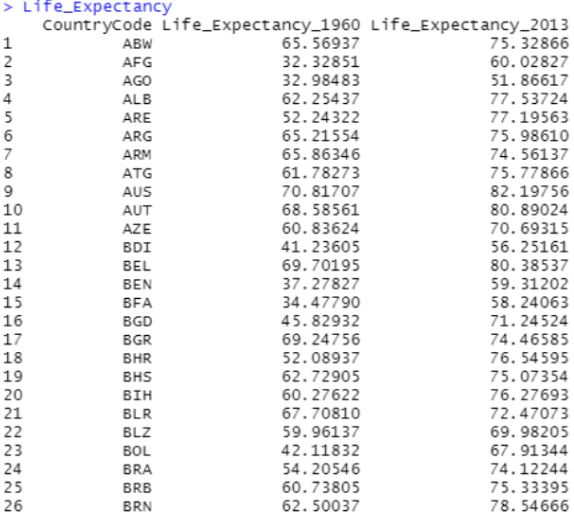 > Life_Expectancy
CountryCode Life_Expectancy_1960 Life_Expectancy_2013
1 ABW 65.56937 75.32866
2 AFG 32.32851 60.02827
3 AGO 32.98483 51.86617
4 ALB 62.25437 77.53724
5 ARE 52.24322 77.19563
6 ARG 65.21554 75.98610
7 ARM 65.86346 74.56137
8 ATG 61.78273 75.77866
9 AUS 70.81707 82.19756
10 AUT 68.58561 80.89024
11 AZE 60.83624 70.69315
12 BDI 41.23605 56.25161
13 BEL 69.70195 80.38537
14 BEN 37.27827 59.31202
15 BFA 34.47790 58.24063
16 BGD 45.82932 71.24524
17 BGR 69.24756 74.46585
18 BHR 52.08937 76.54595
19 BHS 62.72905 75.07354
20 BIH 60.27622 76.27693
21 BLR 67.70810 72.47073
22 BLZ 59.96137 69.98205
23 BOL 42.11832 67.91344
24 BRA 54.20546 74.12244
25 BRB 60.73805 75.33395
26 BRN 62.50037 78.54666